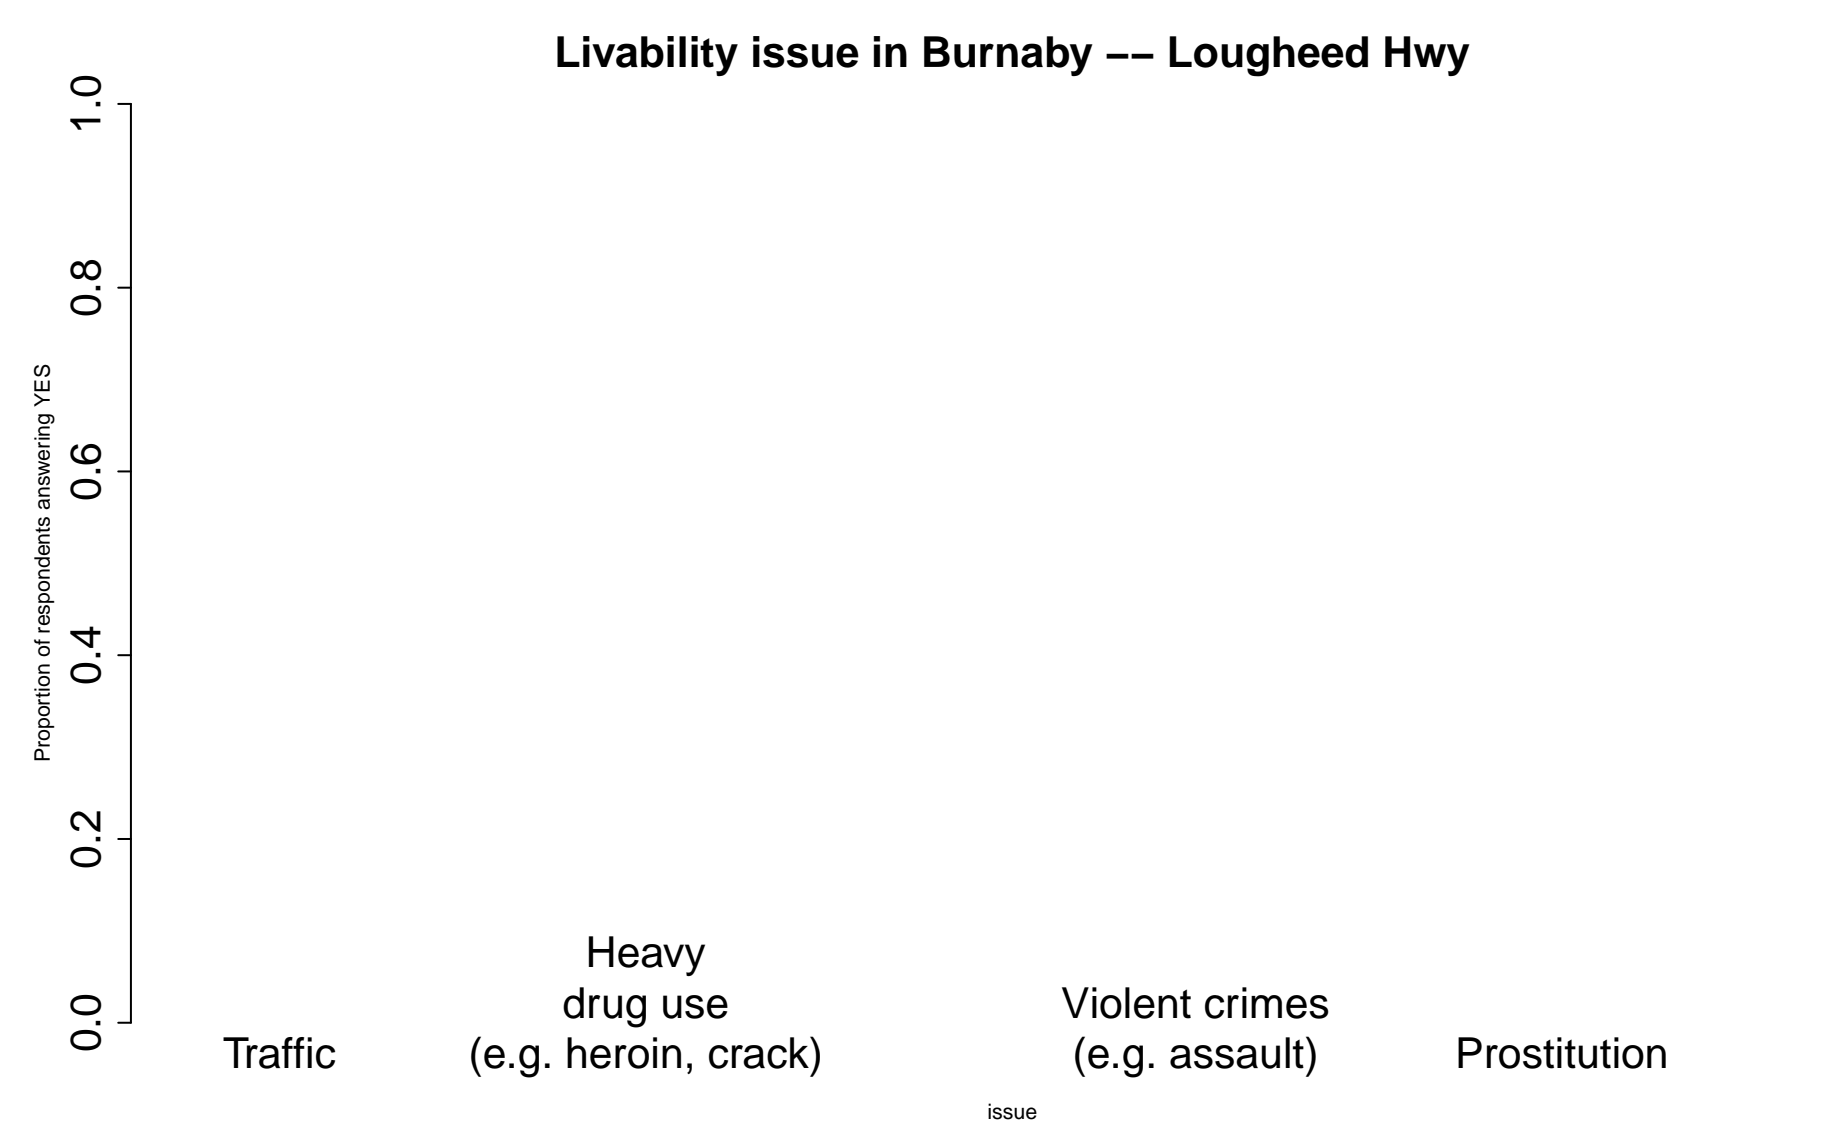 Livability issue in Burnaby −− Lougheed Hwy
Proportion of respondents answering YES
1.0
0.8
0.6
0.4
0.2
0.0
Traffic
Heavy
drug use
(e.g. heroin, crack)
Violent crimes
(e.g. assault)
Prostitution
issue